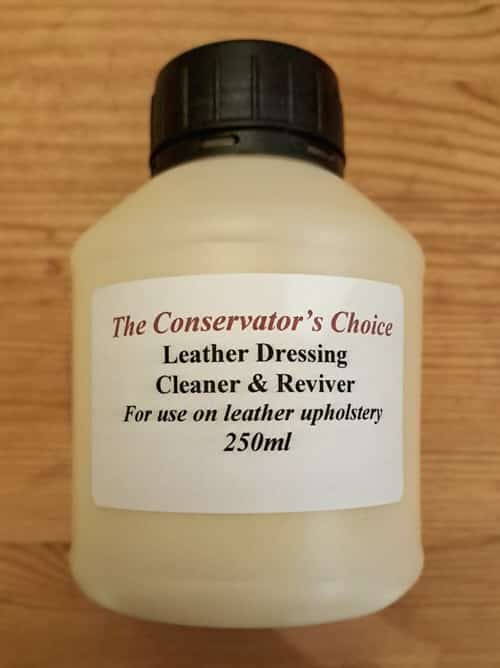 The Conservator's Choice
Leather Dressing
Cleaner & Reviver
For use on leather upholstery
250ml